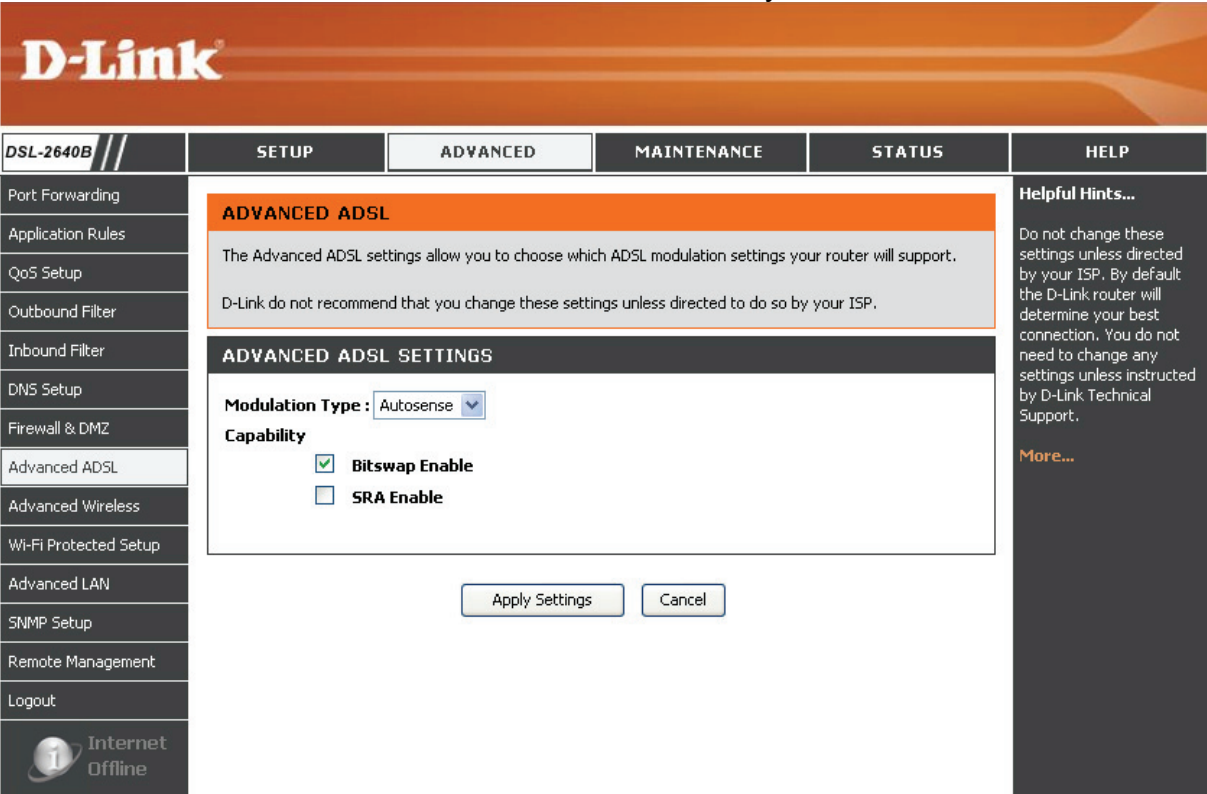 D-Link
DSL-2640B
SETUP
ADVANCED
MAINTENANCE
STATUS
HELP
Port Forwarding
Application Rules
QoS Setup
Outbound Filter
Inbound Filter
DNS Setup
Firewall & DMZ
Advanced ADSL
Advanced Wireless
Wi-Fi Protected Setup
Advanced LAN
SNMP Setup
Remote Management
Logout
Internet
Offline
ADVANCED ADSL
The Advanced ADSL settings allow you to choose which ADSL modulation settings your router will support.
D-Link do not recommend that you change these settings unless directed to do so by your ISP.
ADVANCED ADSL SETTINGS
Modulation Type : Autosense
Capability
Bitswap Enable
SRA Enable
Apply Settings
Cancel
Helpful Hints...
Do not change these
settings unless directed
by your ISP. By default
the D-Link router will
determine your best
connection. You do not
need to change any
settings unless instructed
by D-Link Technical
Support.
More...